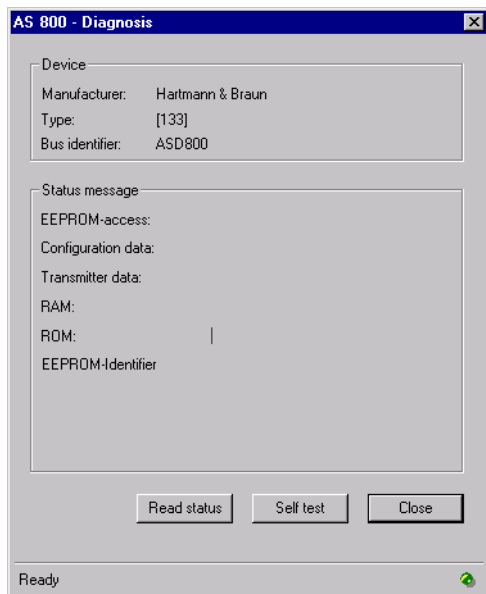 AS 800 - Diagnosis
Device
Manufacturer: Hartmann & Braun
Type: [133]
Bus identifier: ASD800
Status message
EEPROM-access:
Configuration data:
Transmitter data:
RAM:
ROM:
EEPROM-Identifier
Read status Self test Close
Ready